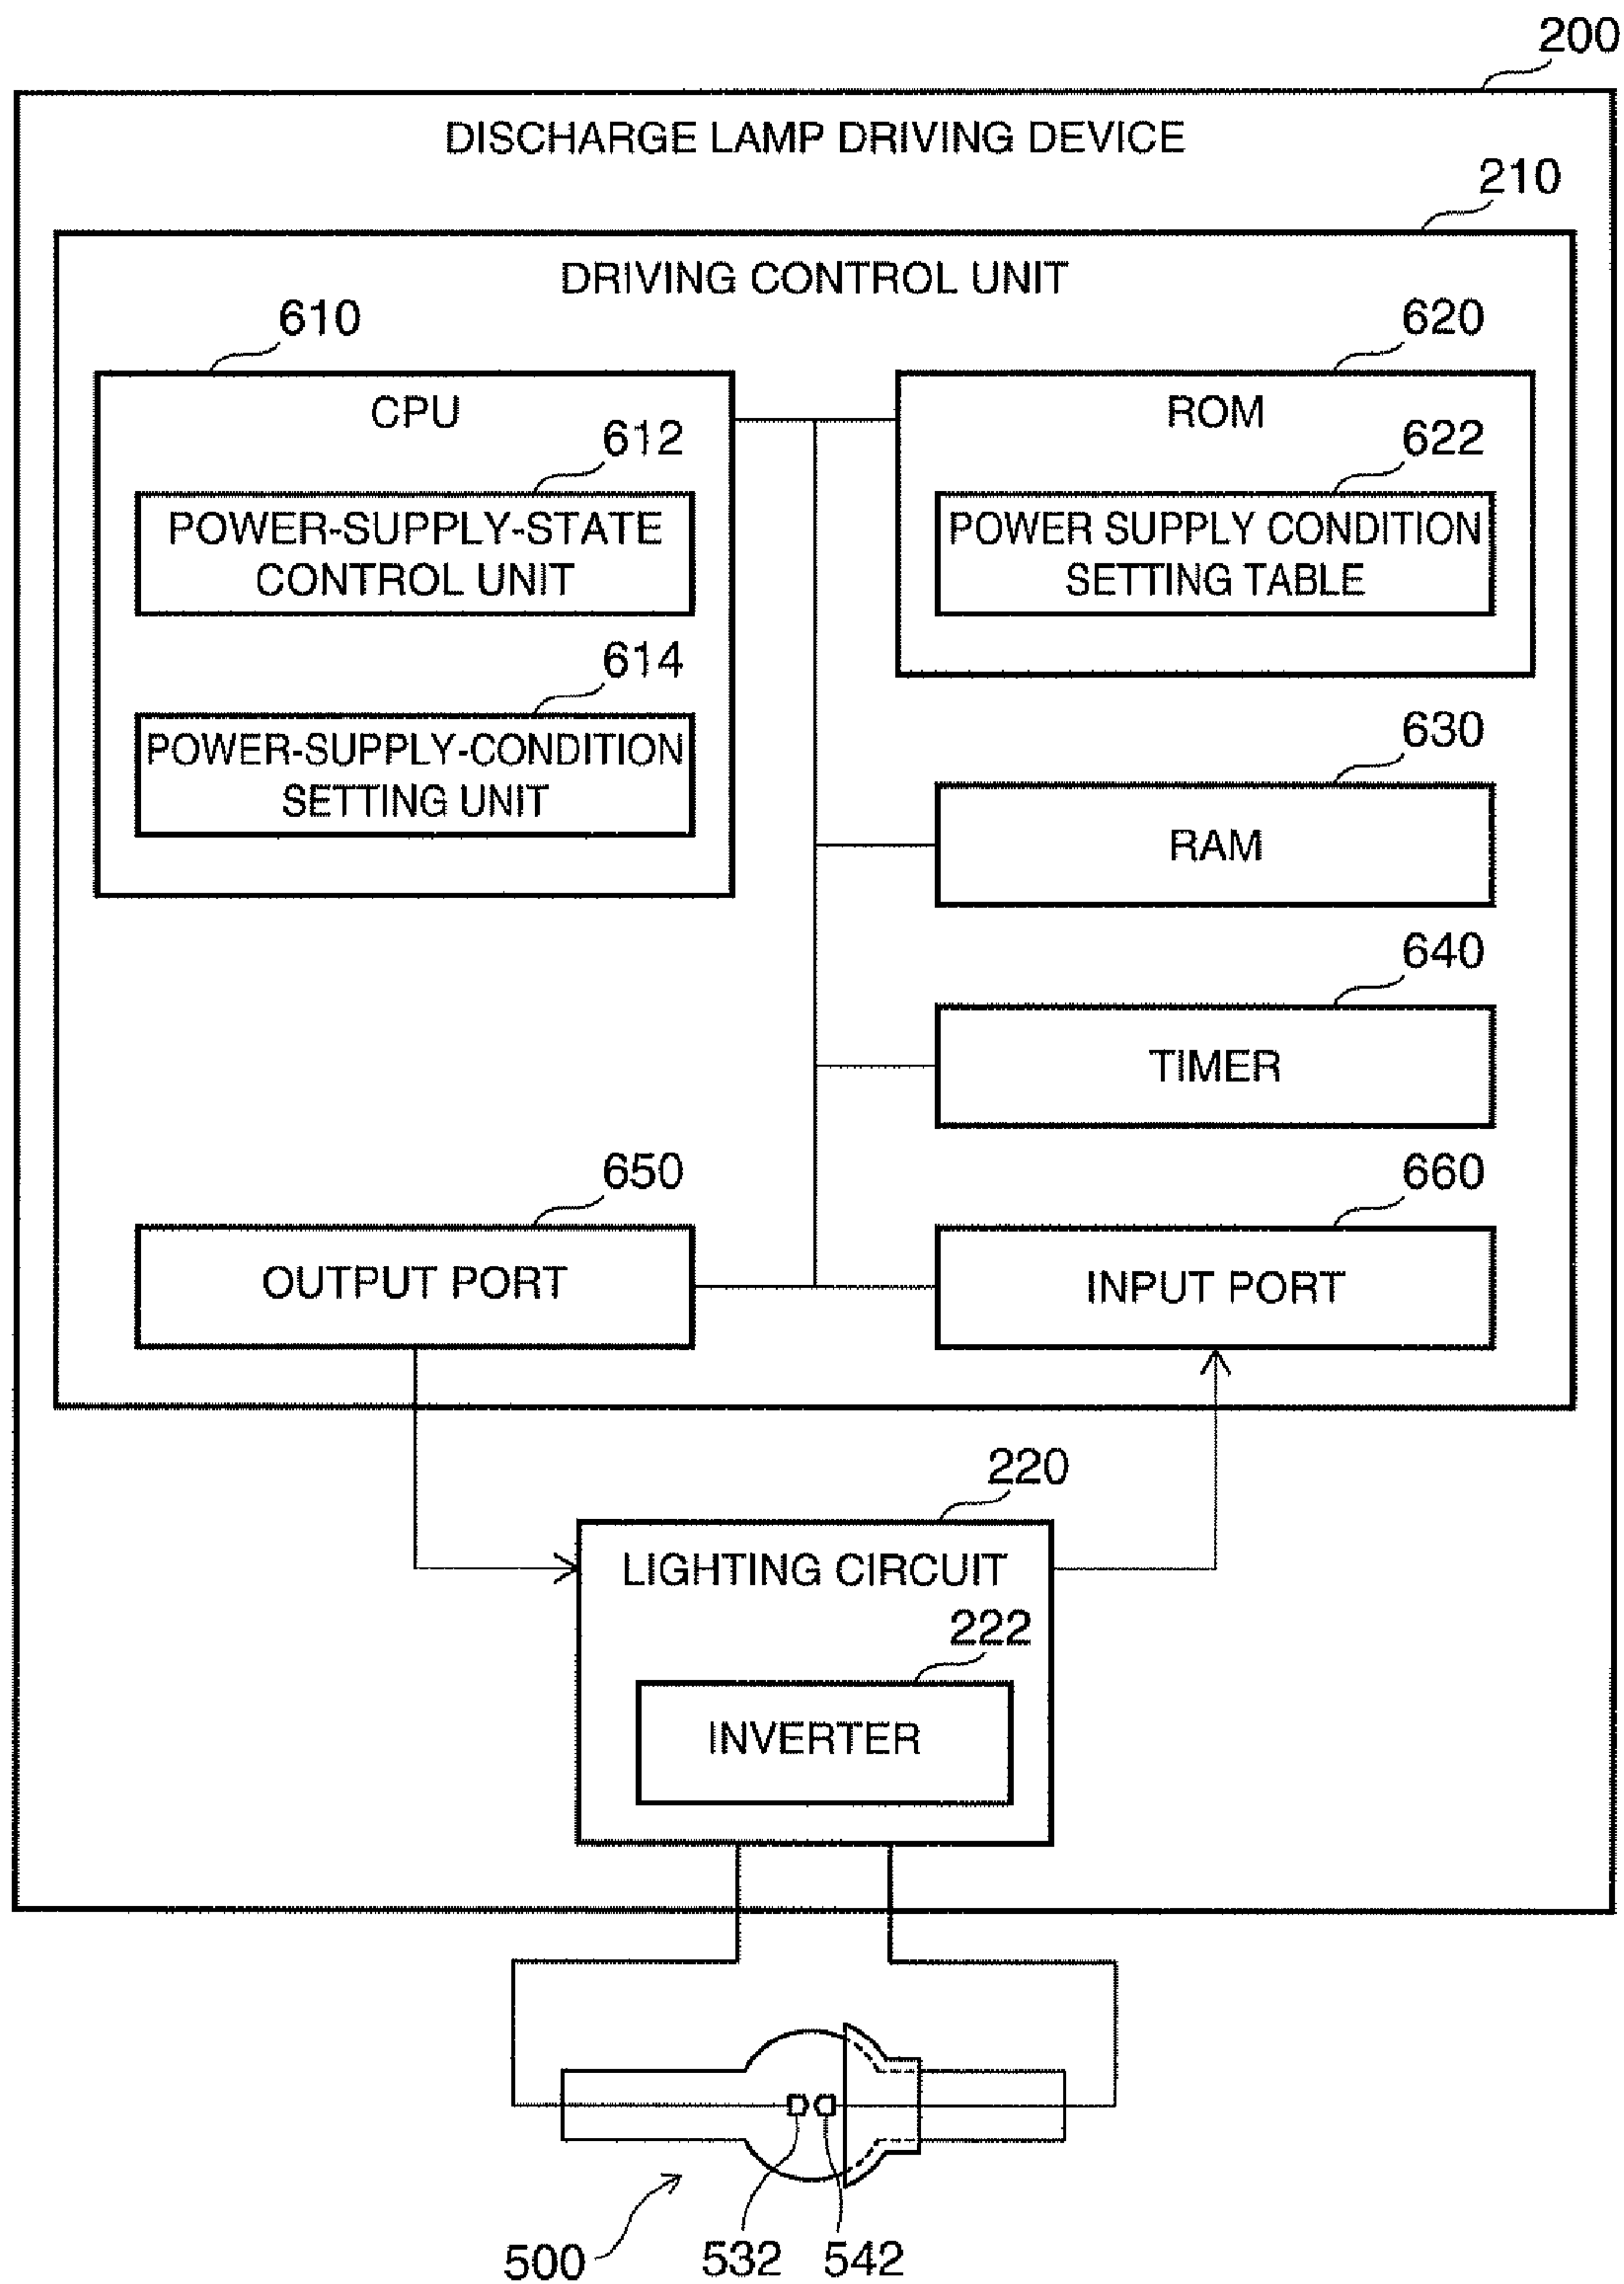 200
DISCHARGE LAMP DRIVING DEVICE
210
DRIVING CONTROL UNIT
610
620
CPU
ROM
612
622
POWER-SUPPLY-STATE
CONTROL UNIT
POWER SUPPLY CONDITION
SETTING TABLE
614
POWER-SUPPLY-CONDITION
SETTING UNIT
630
RAM
640
TIMER
650
660
OUTPUT PORT
INPUT PORT
220
LIGHTING CIRCUIT
222
INVERTER
500
532
542